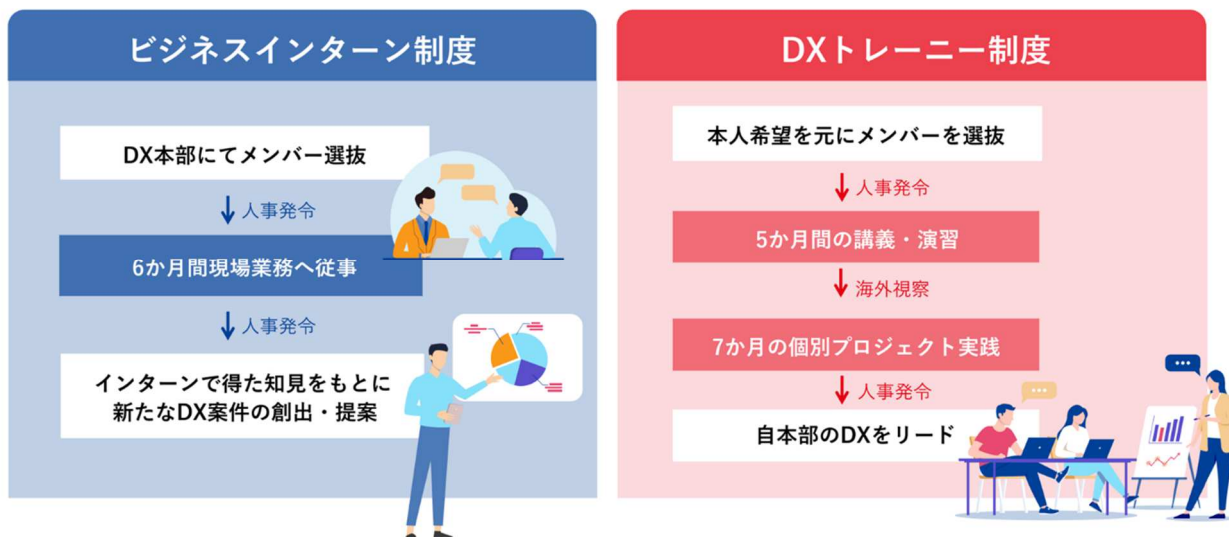 ビジネスインターン制度
DX本部にてメンバー選抜
人事発令
6か月間現場業務へ従事
人事発令
インターンで得た知見をもとに
新たなDX案件の創出・提案
DXトレーニー制度
本人希望を元にメンバーを選抜
人事発令
5か月間の講義・演習
海外視察
7か月の個別プロジェクト実践
人事発令
自本部のDXをリード